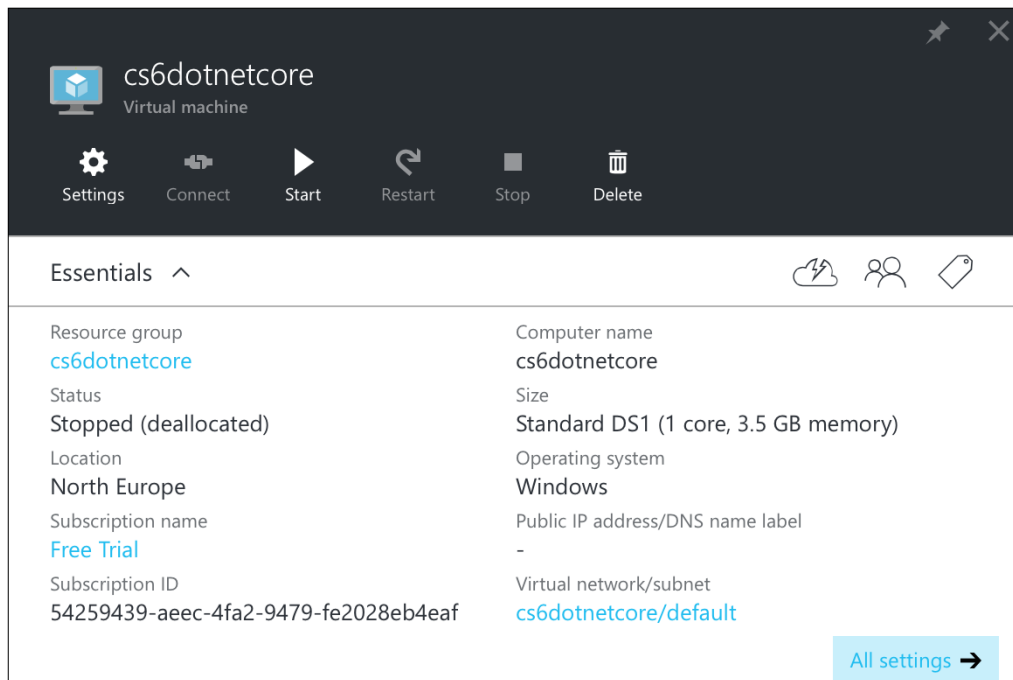 cs6dotnetcore
Virtual machine
Settings Connect Start Restart Stop Delete
Essentials
Resource group
cs6dotnetcore
Status
Stopped (deallocated)
Location
North Europe
Subscription name
Free Trial
Subscription ID
54259439-aeec-4fa2-9479-fe2028eb4eaf
Computer name
cs6dotnetcore
Size
Standard DS1 (1 core, 3.5 GB memory)
Operating system
Windows
Public IP address/DNS name label
-
Virtual network/subnet
cs6dotnetcore/default
All settings